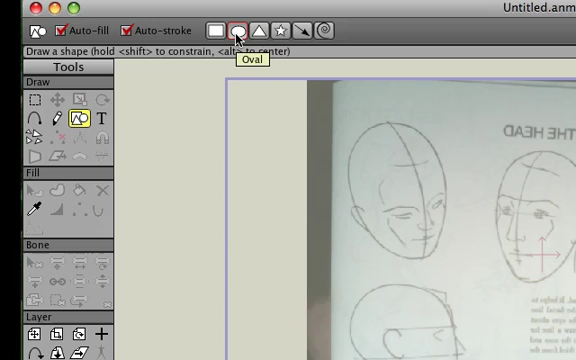 Untitled.anm
Auto-fill
Auto-stroke
Draw a shape (hold <shift> to constrain, <alt> to center)
Oval
Tools
Draw
T
Fill
Bone
Layer
THE HEAD